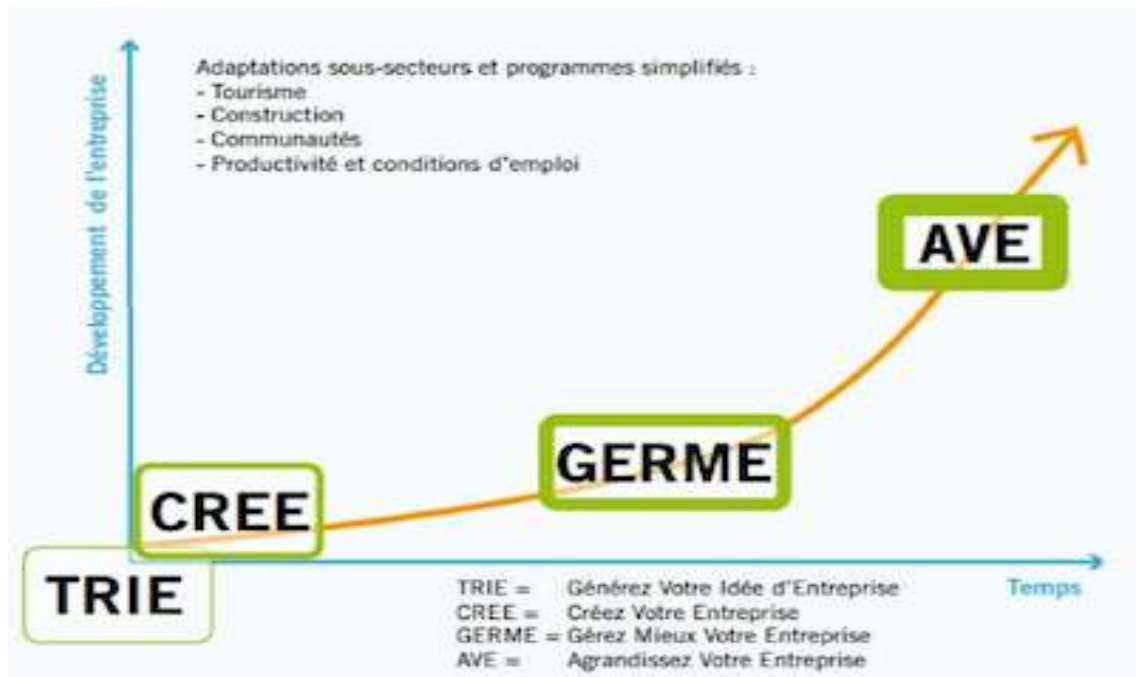 Adaptations sous-secteurs et programmes simplifiés :
- Tourisme
- Construction
- Communautés
- Productivité et conditions d'emploi
Développement de l'entreprise
AVE
GERME
CREE
TRIE
Temps
TRIE = Générez Votre Idée d'Entreprise
CREE = Créez Votre Entreprise
GERME = Gérez Mieux Votre Entreprise
AVE = Agrandissez Votre Entreprise